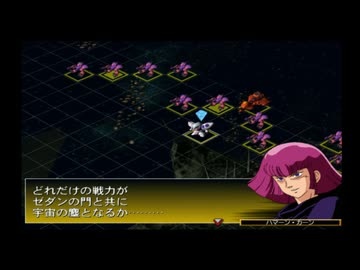 どれだけの戦力が
ゼダンの門と共に
宇宙の塵となるか………
ハマーン・カーン